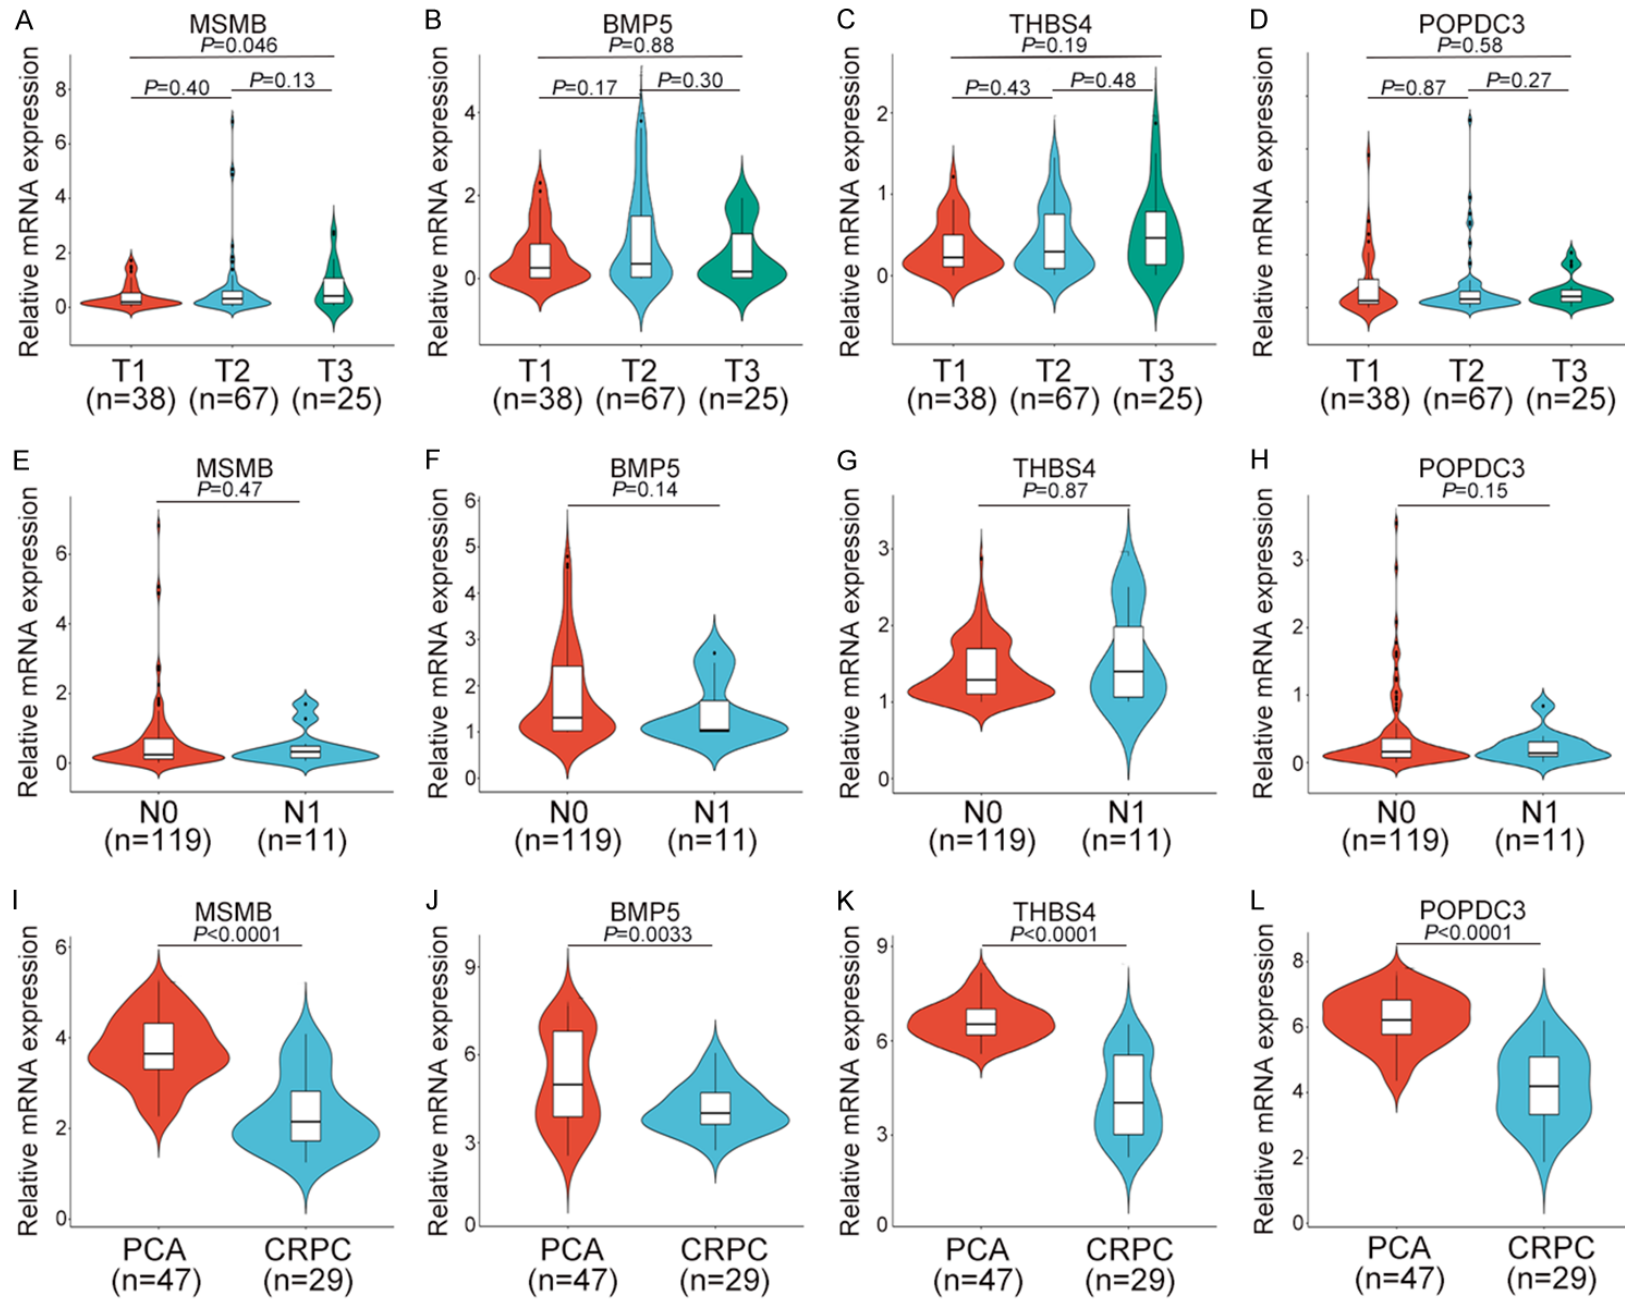 A
MSMB
P=0.046
P=0.40
P=0.13
Relative mRNA expression
8
6
4
2
0
T1 T2 T3
(n=38) (n=67) (n=25)
B
BMP5
P=0.88
P=0.17
P=0.30
Relative mRNA expression
4
2
0
T1 T2 T3
(n=38) (n=67) (n=25)
C
THBS4
P=0.19
P=0.43
P=0.48
Relative mRNA expression
2
1
0
T1 T2 T3
(n=38) (n=67) (n=25)
D
POPDC3
P=0.58
P=0.87
P=0.27
Relative mRNA expression
T1 T2 T3
(n=38) (n=67) (n=25)
E
MSMB
P=0.47
Relative mRNA expression
6
4
2
0
N0 N1
(n=119) (n=11)
F
BMP5
P=0.14
Relative mRNA expression
6
5
4
3
2
1
0
N0 N1
(n=119) (n=11)
G
THBS4
P=0.87
Relative mRNA expression
3
2
1
0
N0 N1
(n=119) (n=11)
H
POPDC3
P=0.15
Relative mRNA expression
3
2
1
0
N0 N1
(n=119) (n=11)
I
MSMB
P<0.0001
Relative mRNA expression
6
4
2
0
PCA CRPC
(n=47) (n=29)
J
BMP5
P=0.0033
Relative mRNA expression
9
6
3
0
PCA CRPC
(n=47) (n=29)
K
THBS4
P<0.0001
Relative mRNA expression
9
6
3
0
PCA CRPC
(n=47) (n=29)
L
POPDC3
P<0.0001
Relative mRNA expression
8
6
4
2
0
PCA CRPC
(n=47) (n=29)